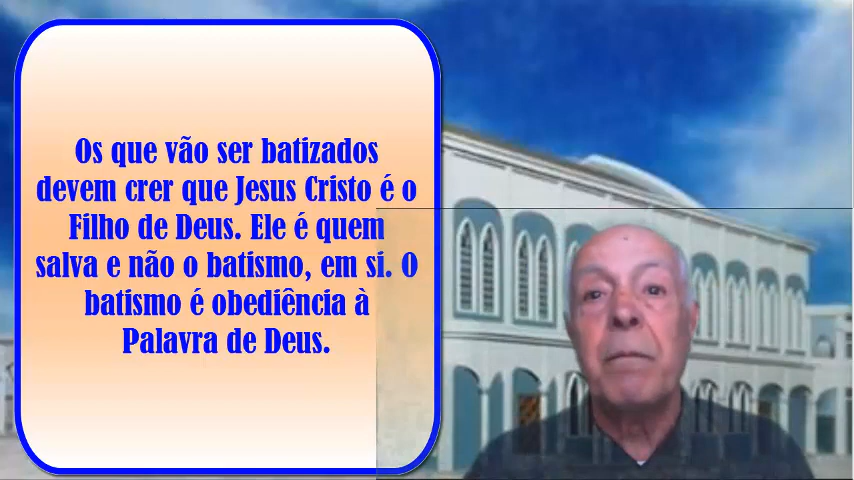 Os que vão ser batizados
devem crer que Jesus Cristo é o
Filho de Deus. Ele é quem
salva e não o batismo, em si. O
batismo é obediência à
Palavra de Deus.